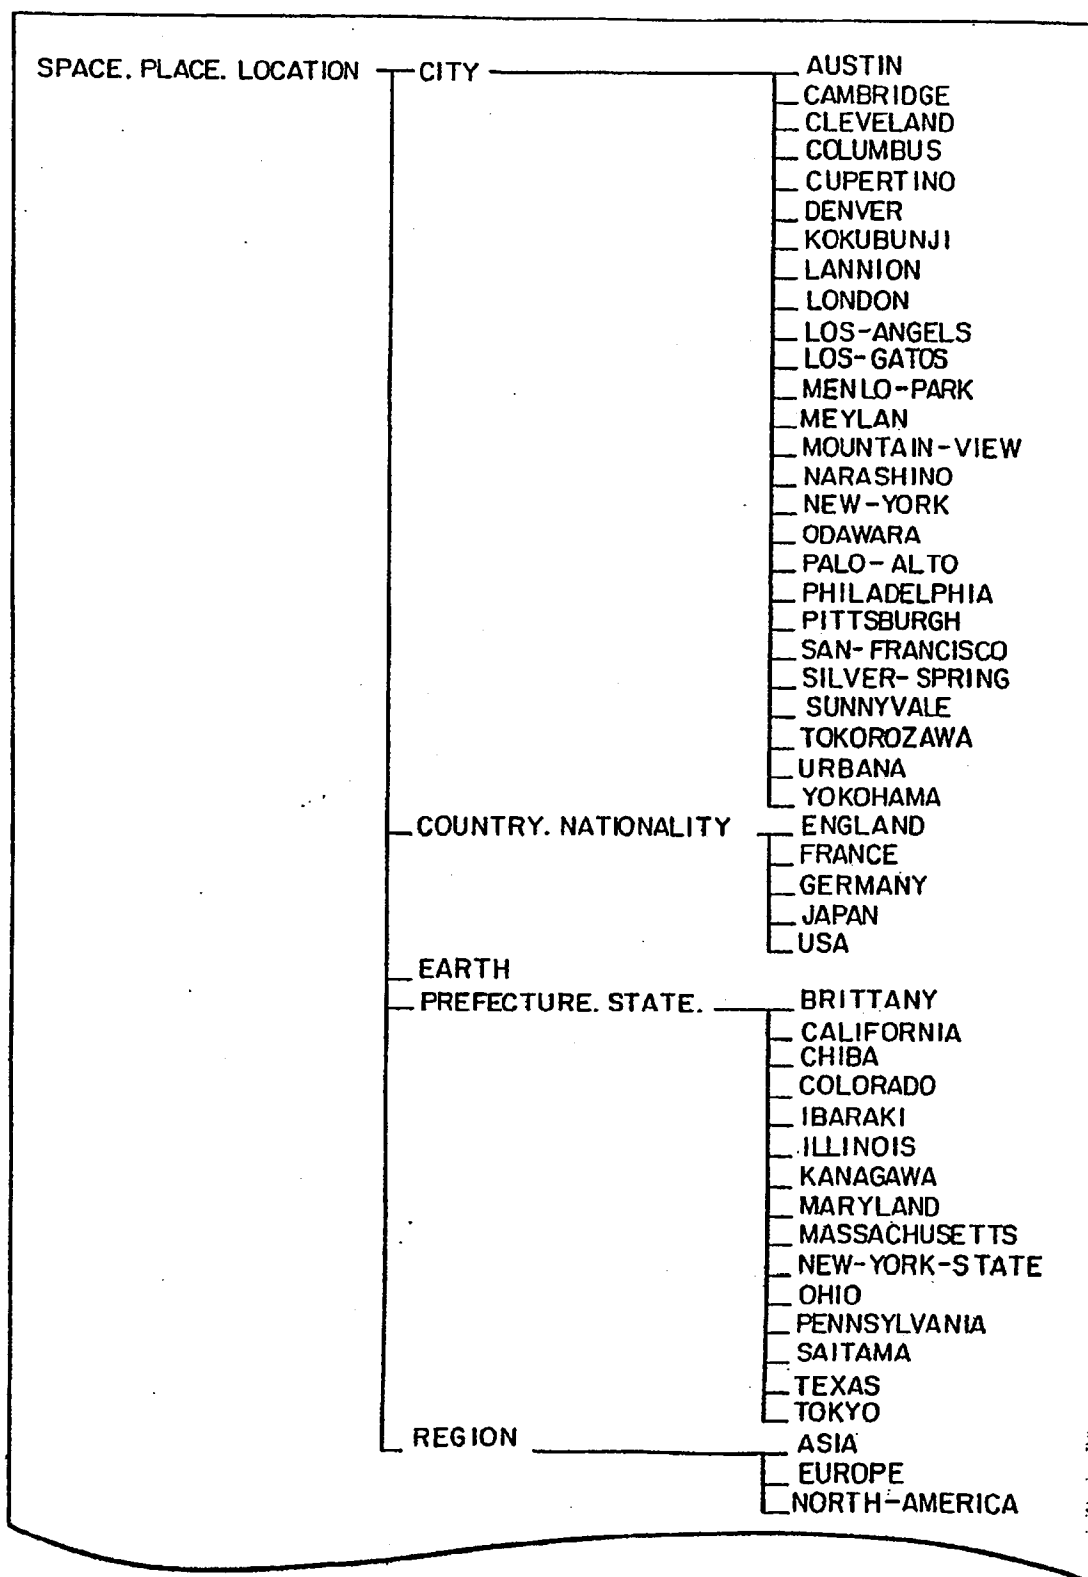 SPACE. PLACE. LOCATION CITY AUSTIN
CAMBRIDGE
CLEVELAND
COLUMBUS
CUPERTINO
DENVER
KOKUBUNJI
LANNION
LONDON
LOS-ANGELS
LOS-GATOS
MENLO-PARK
MEYLAN
MOUNTAIN-VIEW
NARASHINO
NEW-YORK
ODAWARA
PALO-ALTO
PHILADELPHIA
PITTSBURGH
SAN-FRANCISCO
SILVER-SPRING
SUNNYVALE
TOKOROZAWA
URBANA
YOKOHAMA
COUNTRY. NATIONALITY ENGLAND
FRANCE
GERMANY
JAPAN
USA
EARTH
PREFECTURE. STATE. BRITTANY
CALIFORNIA
CHIBA
COLORADO
IBARAKI
ILLINOIS
KANAGAWA
MARYLAND
MASSACHUSETTS
NEW-YORK-STATE
OHIO
PENNSYLVANIA
SAITAMA
TEXAS
TOKYO
REGION ASIA
EUROPE
NORTH-AMERICA